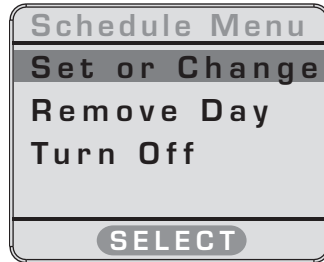 Schedule Menu
Set or Change
Remove Day
Turn Off
SELECT